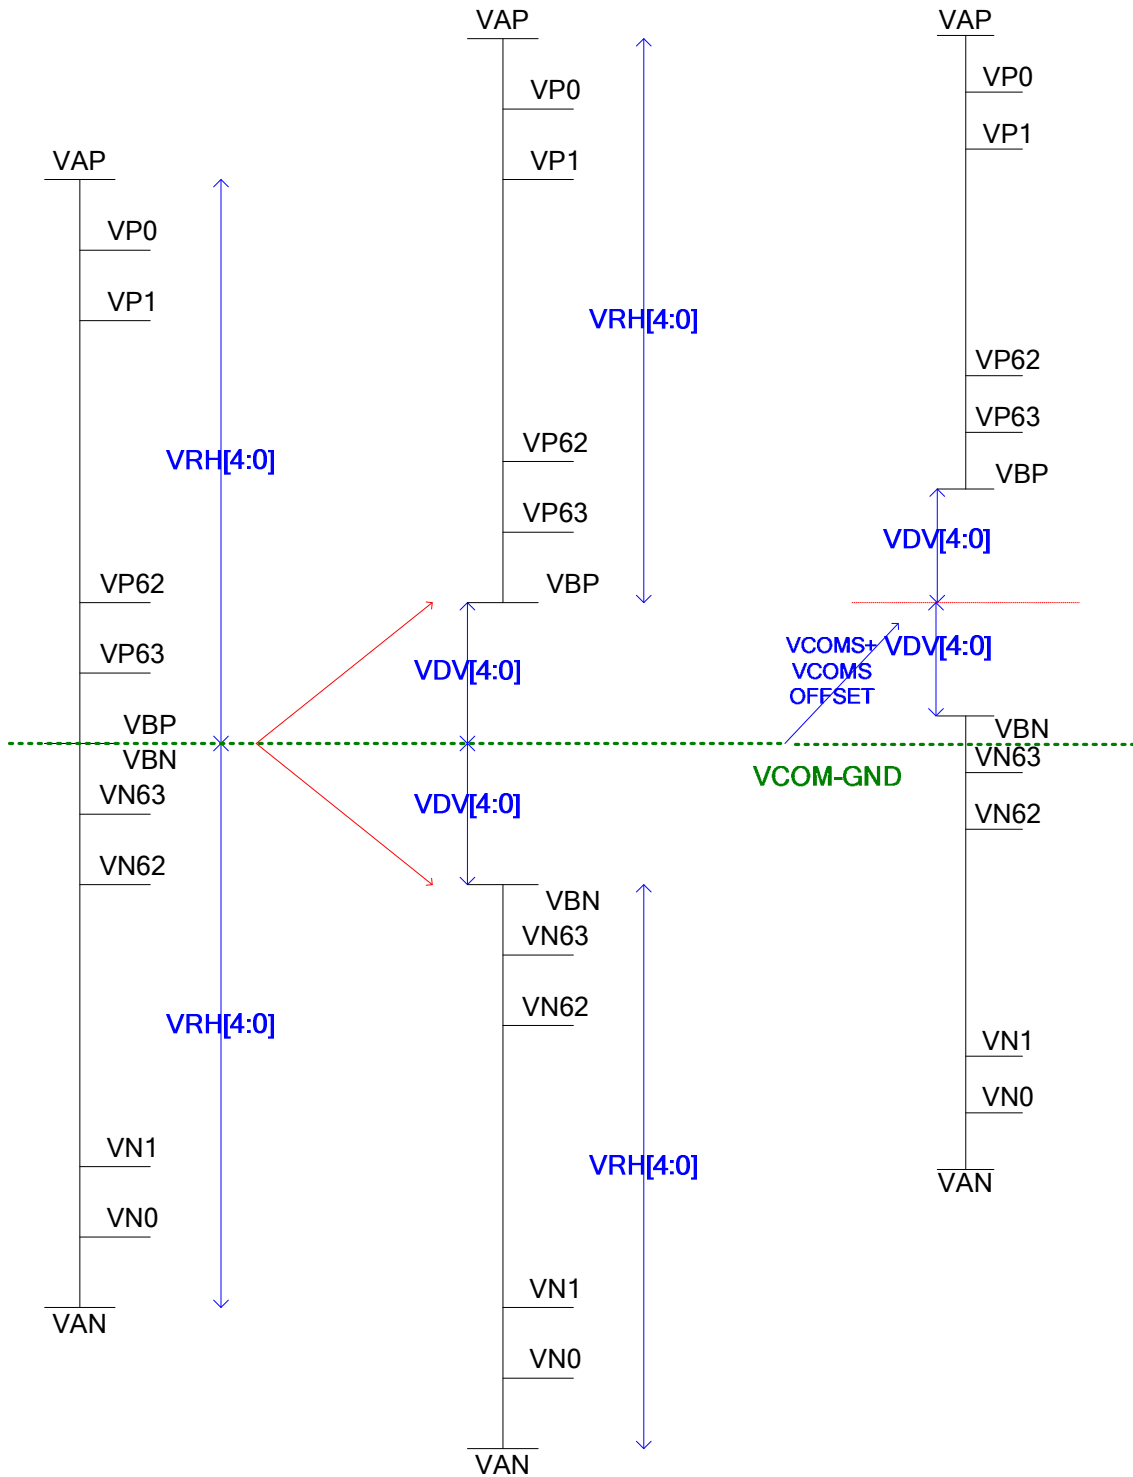 VAP
VP0
VP1
VRH[4:0]
VP62
VP63
VBP
VBN
VN63
VN62
VRH[4:0]
VN1
VN0
VAN
VAP
VP0
VP1
VRH[4:0]
VP62
VP63
VBP
VDV[4:0]
VDV[4:0]
VBN
VN63
VN62
VRH[4:0]
VN1
VN0
VAN
VAP
VP0
VP1
VP62
VP63
VBP
VDV[4:0]
VCOMS+
VCOMS
OFFSET
VDV[4:0]
VBN
VCOM-GND
VN63
VN62
VN1
VN0
VAN